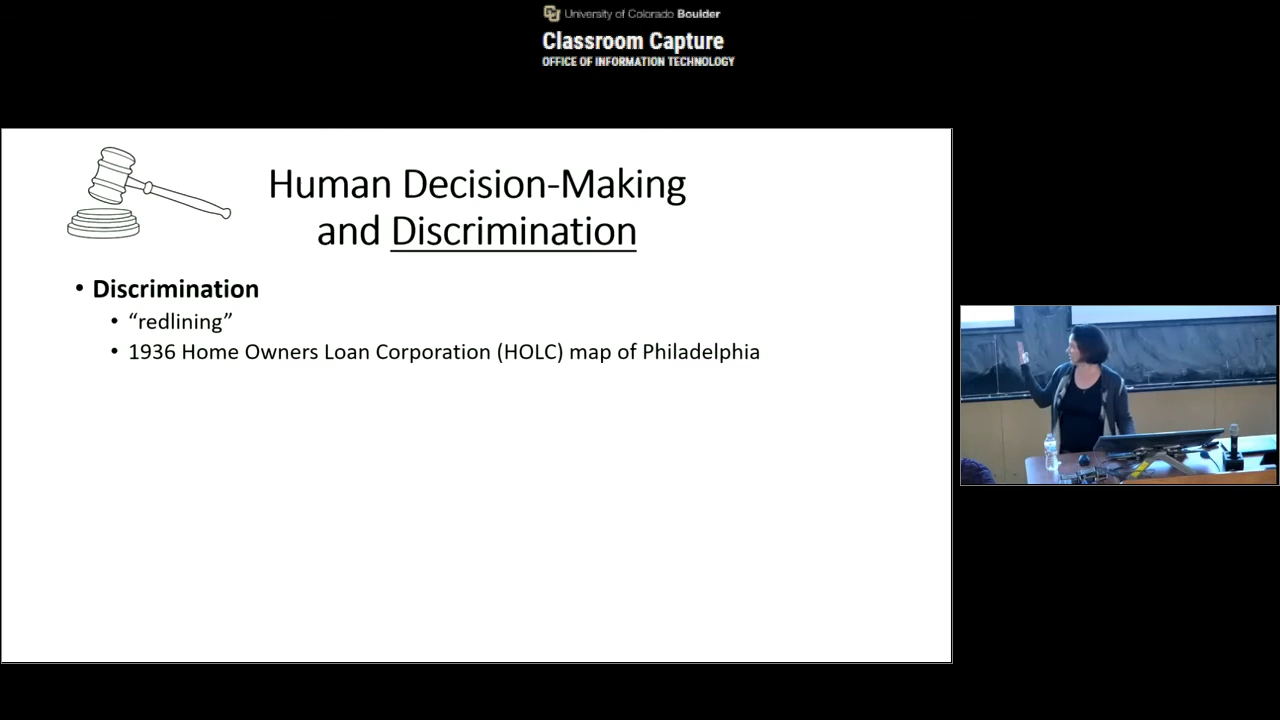 University of Colorado Boulder
Classroom Capture
OFFICE OF INFORMATION TECHNOLOGY
Human Decision-Making
and Discrimination
• Discrimination
• “redlining”
• 1936 Home Owners Loan Corporation (HOLC) map of Philadelphia